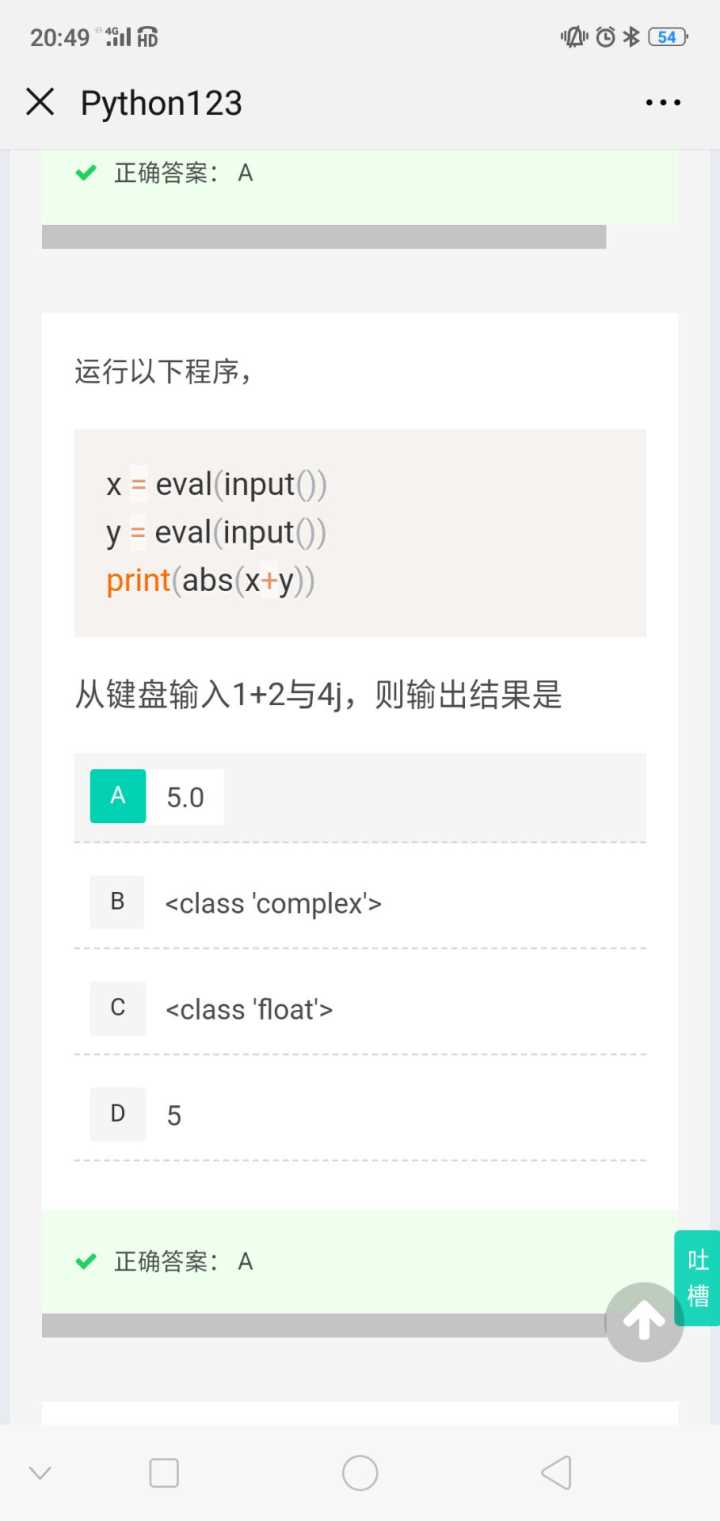 20:49 4G HD 54
Python123
正确答案： A
运行以下程序，
x = eval(input())
y = eval(input())
print(abs(x+y))
从键盘输入1+2与4j，则输出结果是
A 5.0
B <class 'complex'>
C <class 'float'>
D 5
正确答案： A
吐
槽